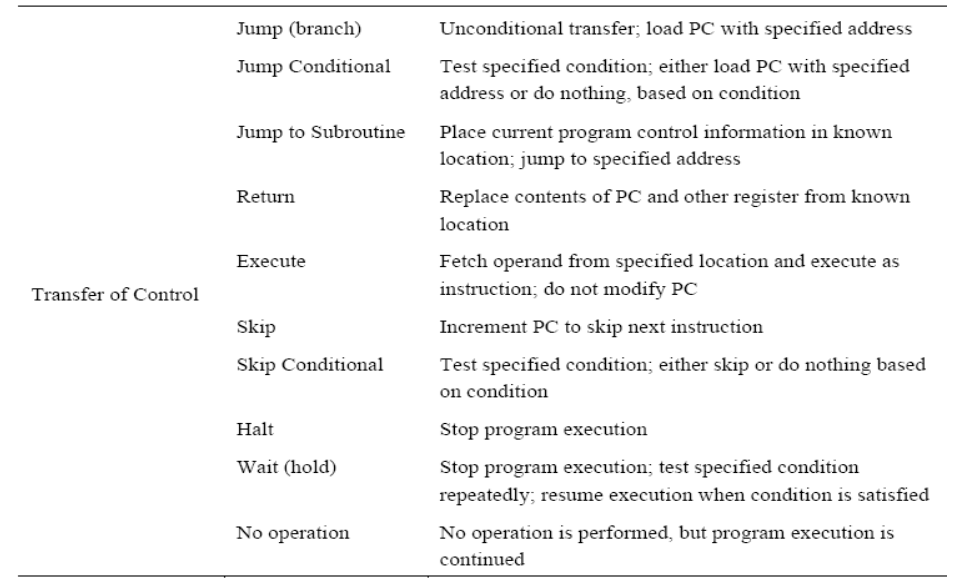 Jump (branch) Unconditional transfer; load PC with specified address
Jump Conditional Test specified condition; either load PC with specified
address or do nothing, based on condition
Jump to Subroutine Place current program control information in known
location; jump to specified address
Return Replace contents of PC and other register from known
location
Execute Fetch operand from specified location and execute as
instruction; do not modify PC
Transfer of Control
Skip Increment PC to skip next instruction
Skip Conditional Test specified condition; either skip or do nothing based
on condition
Halt Stop program execution
Wait (hold) Stop program execution; test specified condition
repeatedly; resume execution when condition is satisfied
No operation No operation is performed, but program execution is
continued